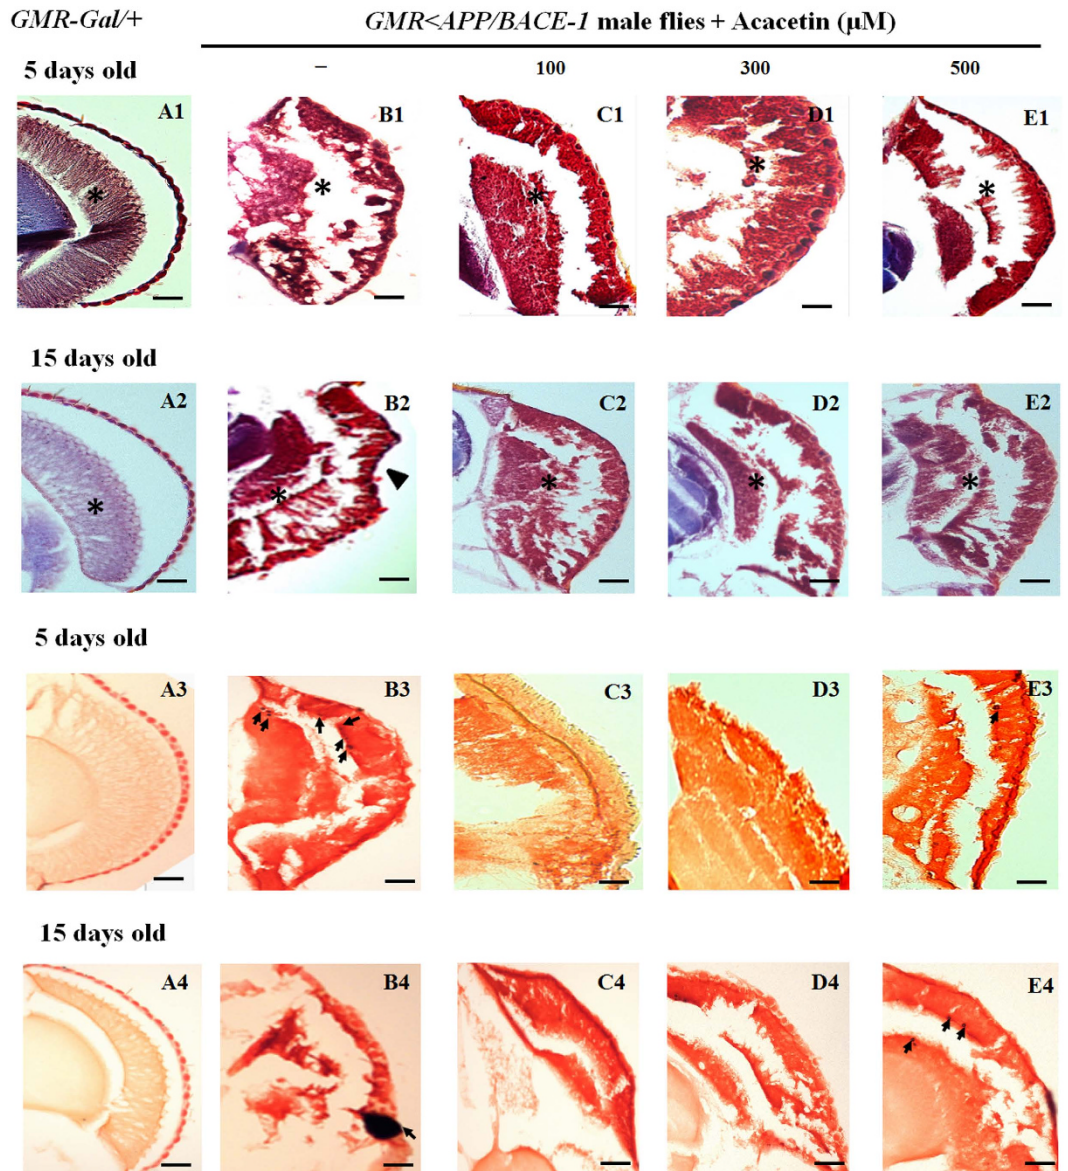 GMR-Gal/+ GMR<APP/BACE-1 male flies + Acacetin (µM)
5 days old – 100 300 500
A1 B1 C1 D1 E1
* * * * *
15 days old
A2 B2 C2 D2 E2
* * * * *
5 days old
A3 B3 C3 D3 E3
15 days old
A4 B4 C4 D4 E4